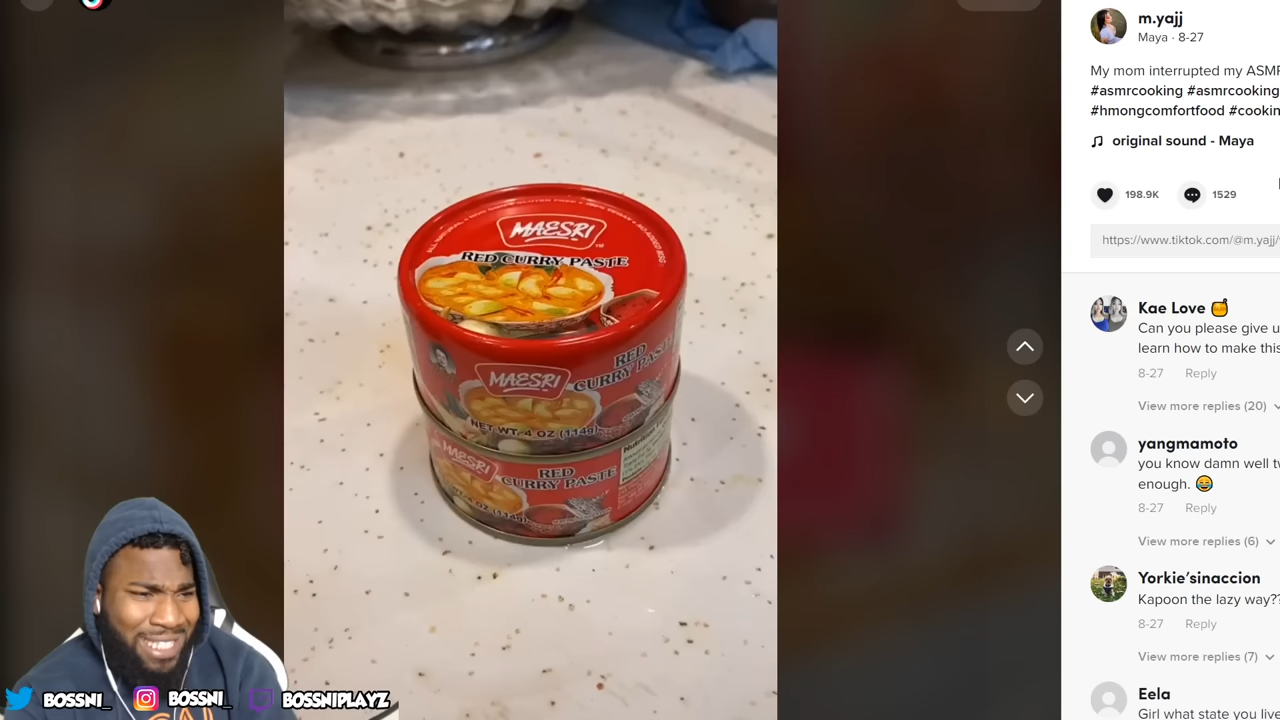 MAESRI
RED CURRY PASTE
MAESRI
RED
CURRY PASTE
NET WT. 4 OZ (114g)
MAESRI
RED
CURRY PASTE
m.yajj
Maya · 8-27
My mom interrupted my ASM
#asmrcooking #asmrcooking
#hmongcomfortfood #cookin
original sound - Maya
198.9K
1529
https://www.tiktok.com/@m.yajj/
Kae Love
Can you please give u
learn how to make this
8-27 Reply
View more replies (20)
yangmamoto
you know damn well tw
enough. 😂
8-27 Reply
View more replies (6)
Yorkie'sinaccion
Kapoon the lazy way??
8-27 Reply
View more replies (7)
Eela
Girl what state you live
BOSSNI_
BOSSNI_
BOSSNIPLAYZ